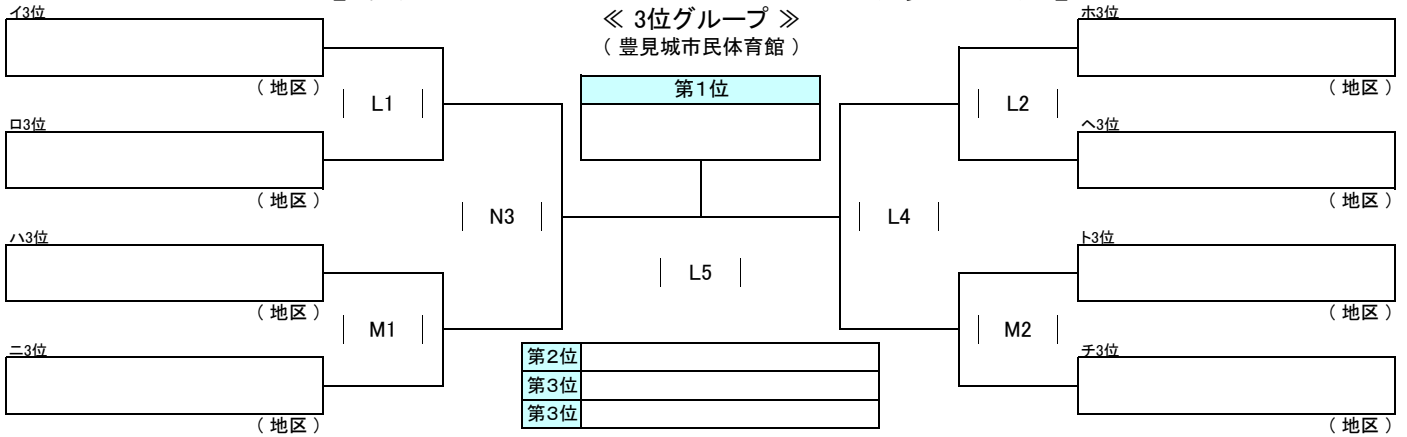 ≪ 3位グループ ≫
（ 豊見城市民体育館 ）
イ3位
（ 地区 ）
L1
ロ3位
（ 地区 ）
N3
ハ3位
（ 地区 ）
M1
ニ3位
（ 地区 ）
第１位
L5
第２位
第３位
第３位
ホ3位
（ 地区 ）
L2
ヘ3位
（ 地区 ）
L4
ト3位
（ 地区 ）
M2
チ3位
（ 地区 ）